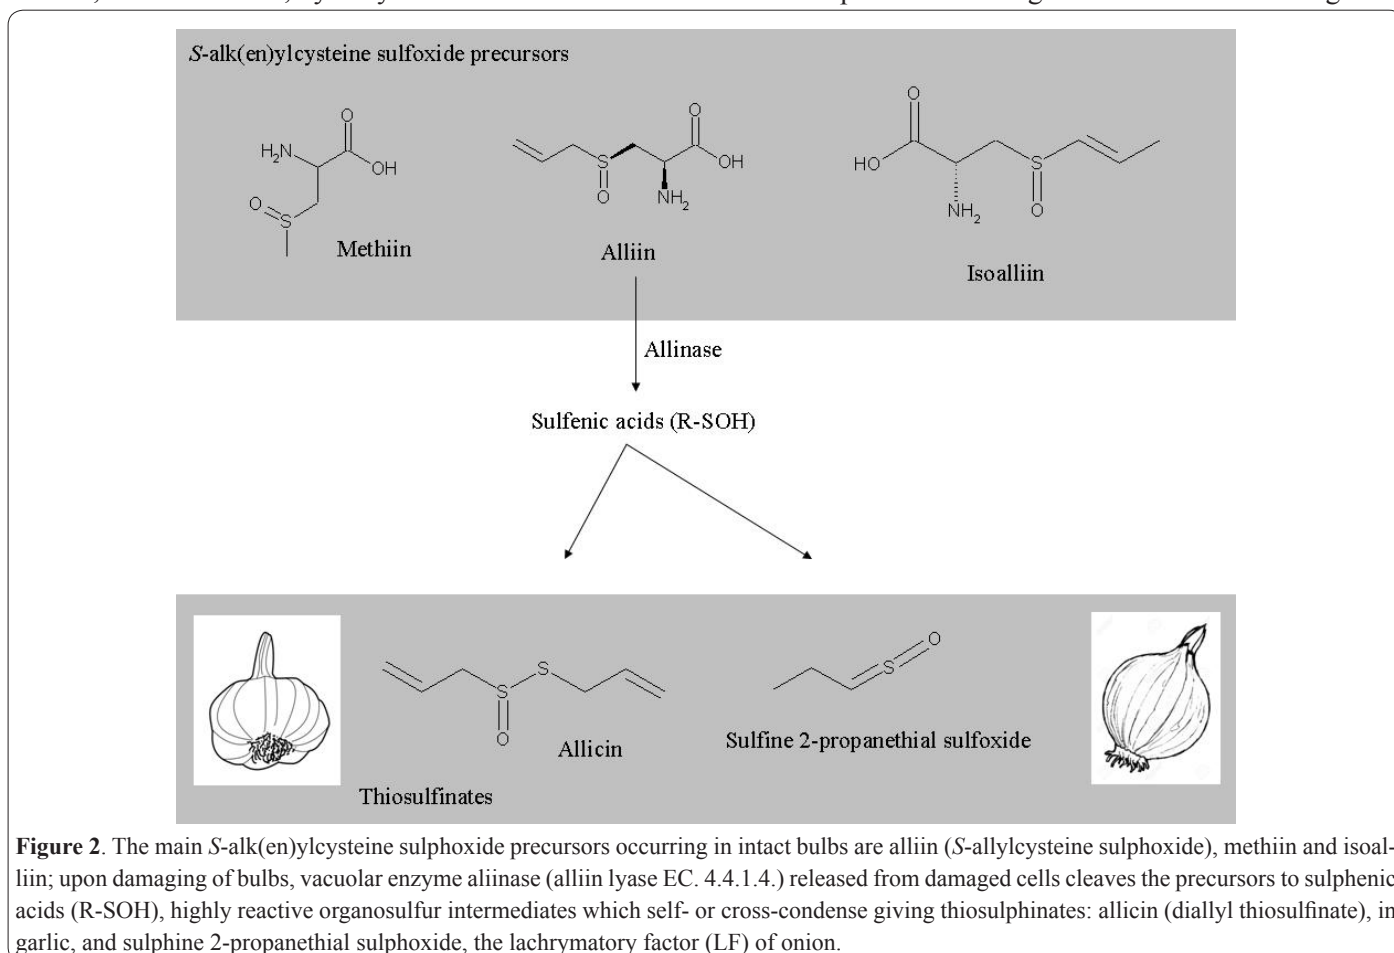 S-alk(en)ylcysteine sulfoxide precursors
O
H₂N
OH
O
S
Methiin
O
S
OH
O
NH₂
Alliin
O
HO
S
NH₂
O
Isoalliin
Allinase
Sulfenic acids (R-SOH)
S
S
O
Allicin
Thiosulfinates
O
S
Sulfine 2-propanethial sulfoxide
Figure 2. The main S-alk(en)ylcysteine sulphoxide precursors occurring in intact bulbs are alliin (S-allylcysteine sulphoxide), methiin and isoal-
liin; upon damaging of bulbs, vacuolar enzyme aliinase (alliin lyase EC. 4.4.1.4.) released from damaged cells cleaves the precursors to sulphenic
acids (R-SOH), highly reactive organosulfur intermediates which self- or cross-condense giving thiosulphinates: allicin (diallyl thiosulfinate), in
garlic, and sulphine 2-propanethial sulphoxide, the lachrymatory factor (LF) of onion.